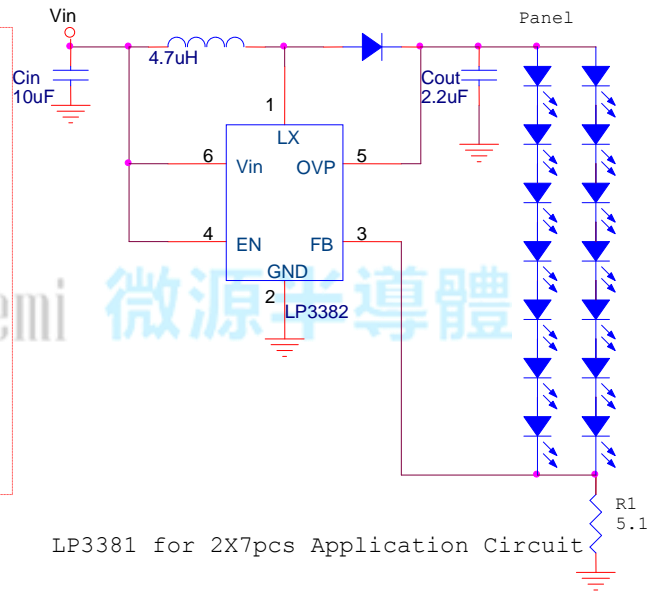 Vin
Panel
4.7uH
Cin
10uF
Cout
2.2uF
1
LX
6
Vin
OVP
5
4
EN
FB
3
GND
2
LP3382
emi 微源半導體
R1
5.1
LP3381 for 2X7pcs Application Circuit